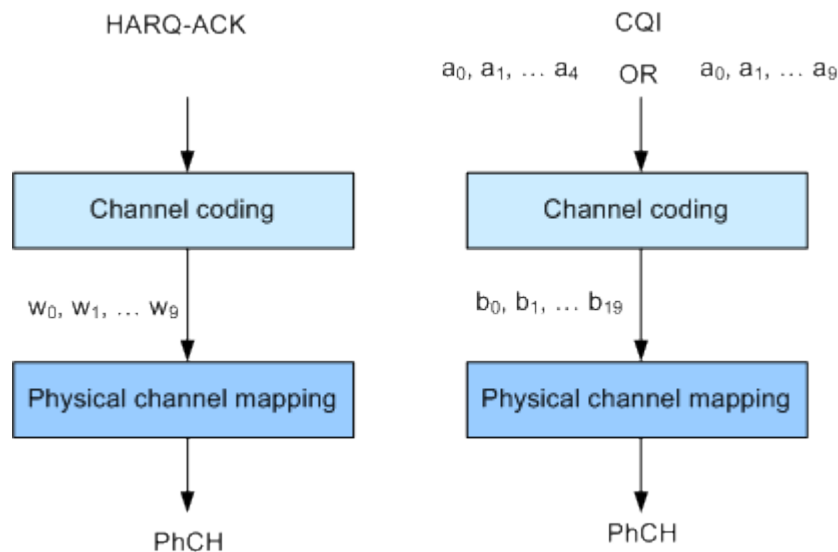 HARQ-ACK
Channel coding
w₀, w₁, … w₉
Physical channel mapping
PhCH
CQI
a₀, a₁, … a₄ OR a₀, a₁, … a₉
Channel coding
b₀, b₁, … b₁₉
Physical channel mapping
PhCH